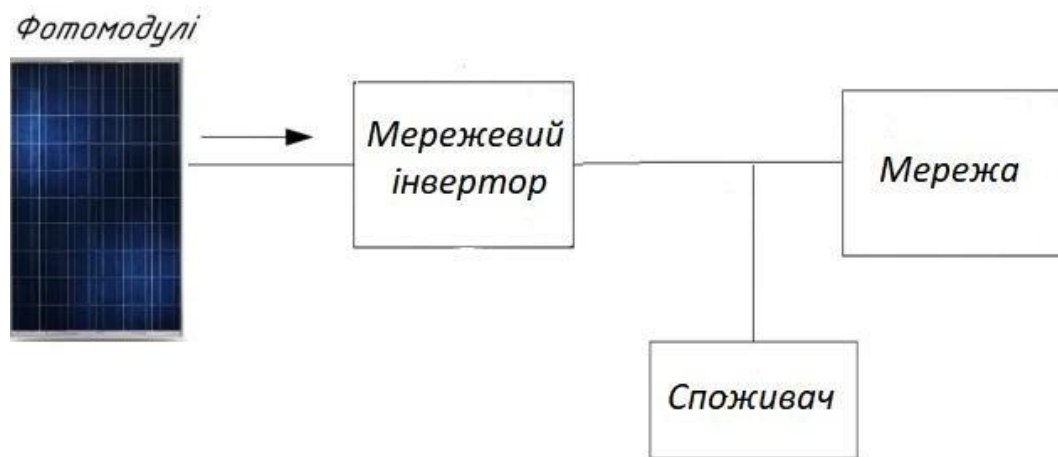 Фотомодулі
Мережевий
інвертор
Мережа
Споживач